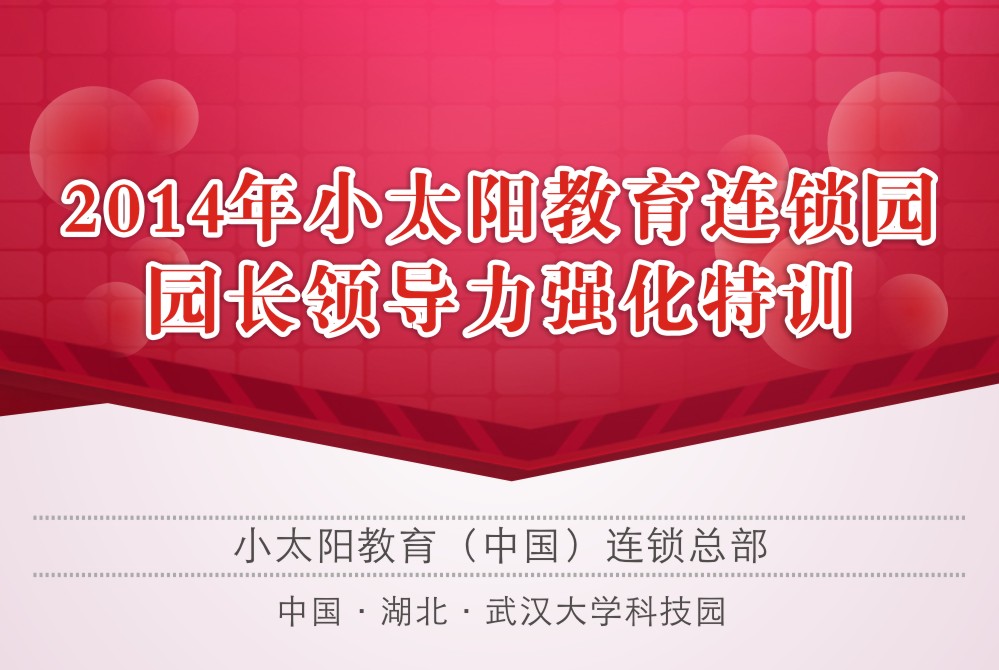 2014年小太阳教育连锁园
园长领导力强化特训
小太阳教育（中国）连锁总部
中国·湖北·武汉大学科技园